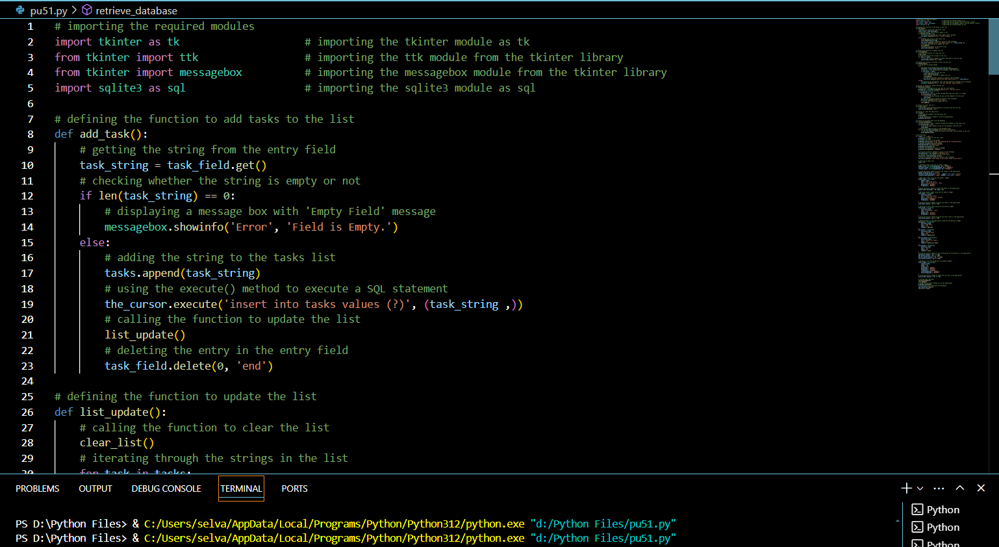 pu51.py > retrieve_database
1 # importing the required modules
2 import tkinter as tk # importing the tkinter module as tk
3 from tkinter import ttk # importing the ttk module from the tkinter library
4 from tkinter import messagebox # importing the messagebox module from the tkinter library
5 import sqlite3 as sql # importing the sqlite3 module as sql
6
7 # defining the function to add tasks to the list
8 def add_task():
9 # getting the string from the entry field
10 task_string = task_field.get()
11 # checking whether the string is empty or not
12 if len(task_string) == 0:
13 # displaying a message box with 'Empty Field' message
14 messagebox.showinfo('Error', 'Field is Empty.')
15 else:
16 # adding the string to the tasks list
17 tasks.append(task_string)
18 # using the execute() method to execute a SQL statement
19 the_cursor.execute('insert into tasks values (?)', (task_string ,))
20 # calling the function to update the list
21 list_update()
22 # deleting the entry in the entry field
23 task_field.delete(0, 'end')
24
25 # defining the function to update the list
26 def list_update():
27 # calling the function to clear the list
28 clear_list()
29 # iterating through the strings in the list
30 for task in tasks:
PROBLEMS OUTPUT DEBUG CONSOLE TERMINAL PORTS
PS D:\Python Files> & C:/Users/selva/AppData/Local/Programs/Python/Python312/python.exe "d:/Python Files/pu51.py"
PS D:\Python Files> & C:/Users/selva/AppData/Local/Programs/Python/Python312/python.exe "d:/Python Files/pu51.py"
Python
Python
Python